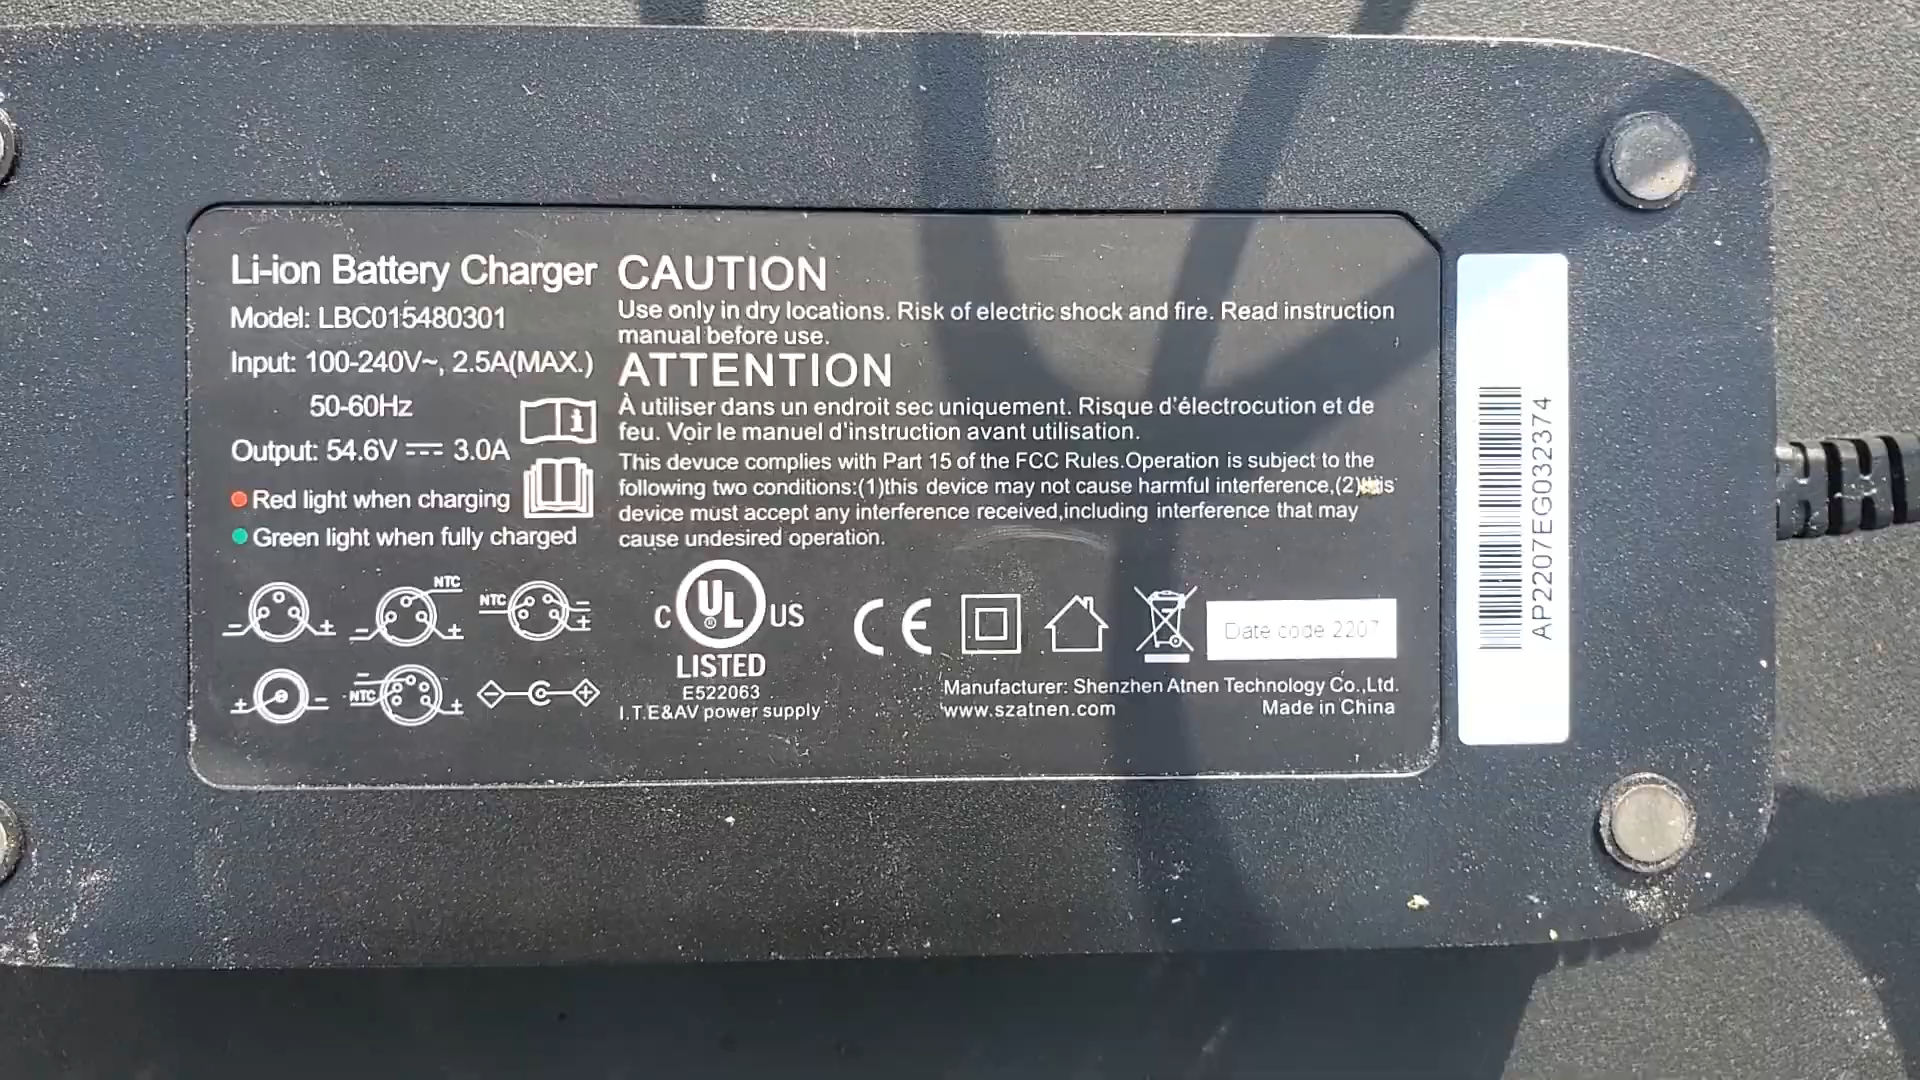 Li-ion Battery Charger
Model: LBC015480301
Input: 100-240V~, 2.5A(MAX.)
50-60Hz
Output: 54.6V ⎓ 3.0A
Red light when charging
Green light when fully charged
NTC
NTC
NTC
CAUTION
Use only in dry locations. Risk of electric shock and fire. Read instruction
manual before use.
ATTENTION
À utiliser dans un endroit sec uniquement. Risque d'électrocution et de
feu. Voir le manuel d'instruction avant utilisation.
This devuce complies with Part 15 of the FCC Rules.Operation is subject to the
following two conditions:(1)this device may not cause harmful interference,(2)this
device must accept any interference received,including interference that may
cause undesired operation.
C UL ® US
LISTED
E522063
I.T.E&AV power supply
CE
Date code 2207
Manufacturer: Shenzhen Atnen Technology Co.,Ltd.
www.szatnen.com
Made in China
AP2207EG032374